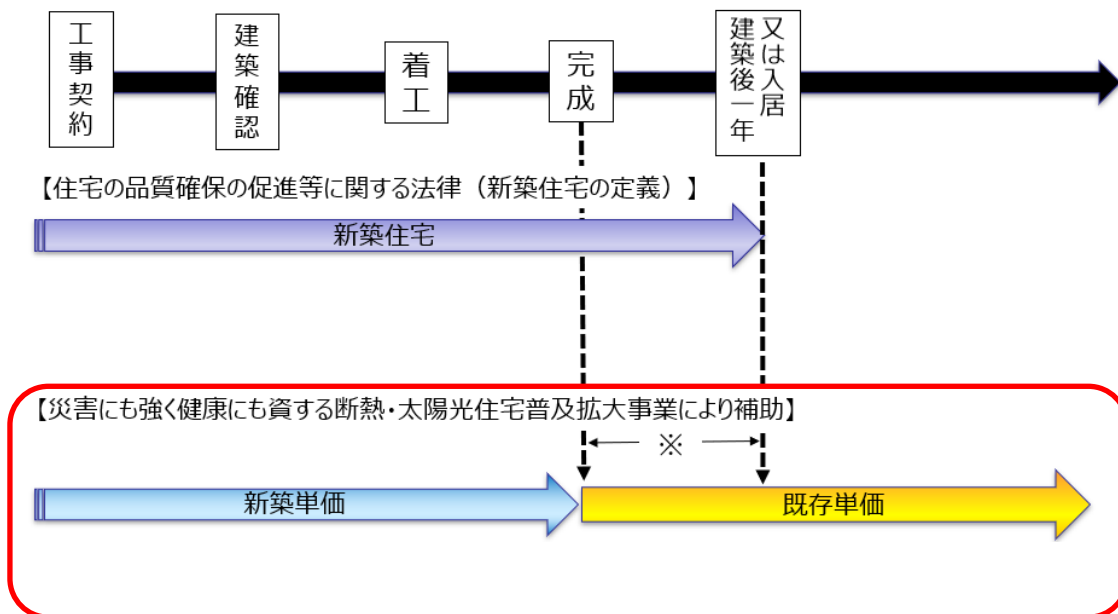 工事契約
建築確認
着工
完成
又は入居
建築後一年
【住宅の品質確保の促進等に関する法律（新築住宅の定義）】
新築住宅
【災害にも強く健康にも資する断熱・太陽光住宅普及拡大事業により補助】
※
新築単価
既存単価